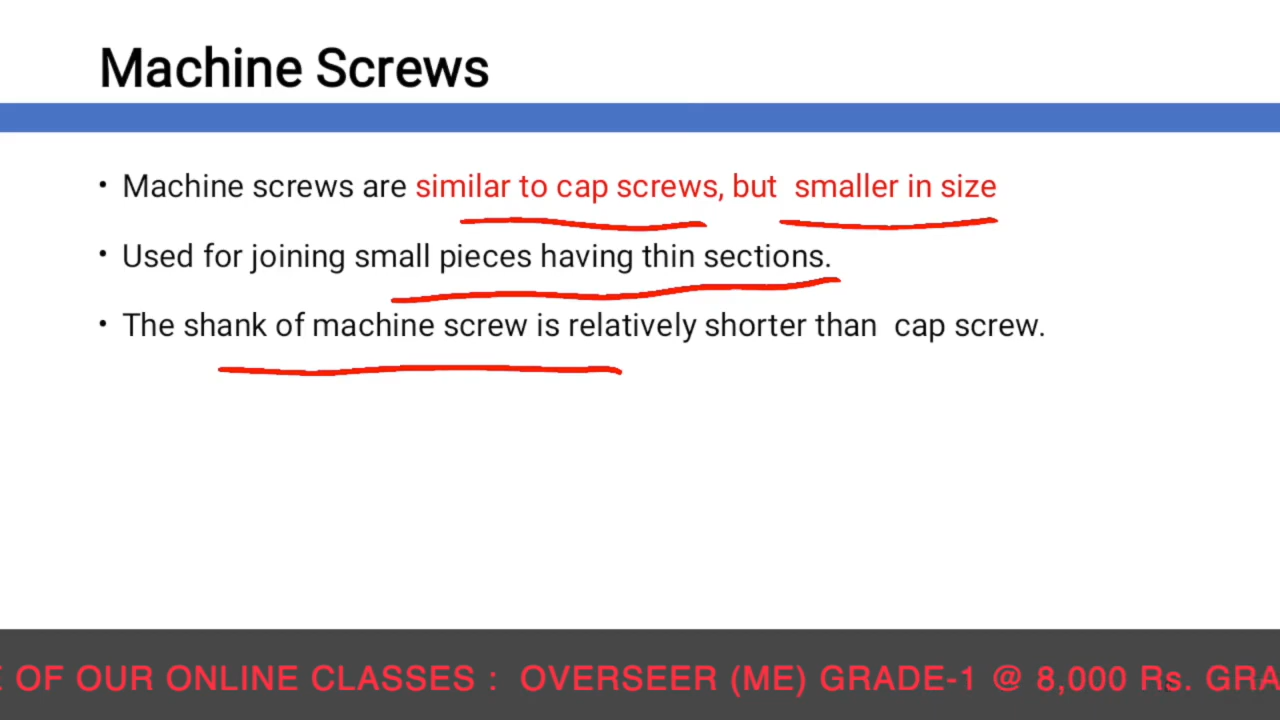 Machine Screws
• Machine screws are similar to cap screws, but smaller in size
• Used for joining small pieces having thin sections.
• The shank of machine screw is relatively shorter than cap screw.
OF OUR ONLINE CLASSES : OVERSEER (ME) GRADE-1 @ 8,000 Rs. GRA